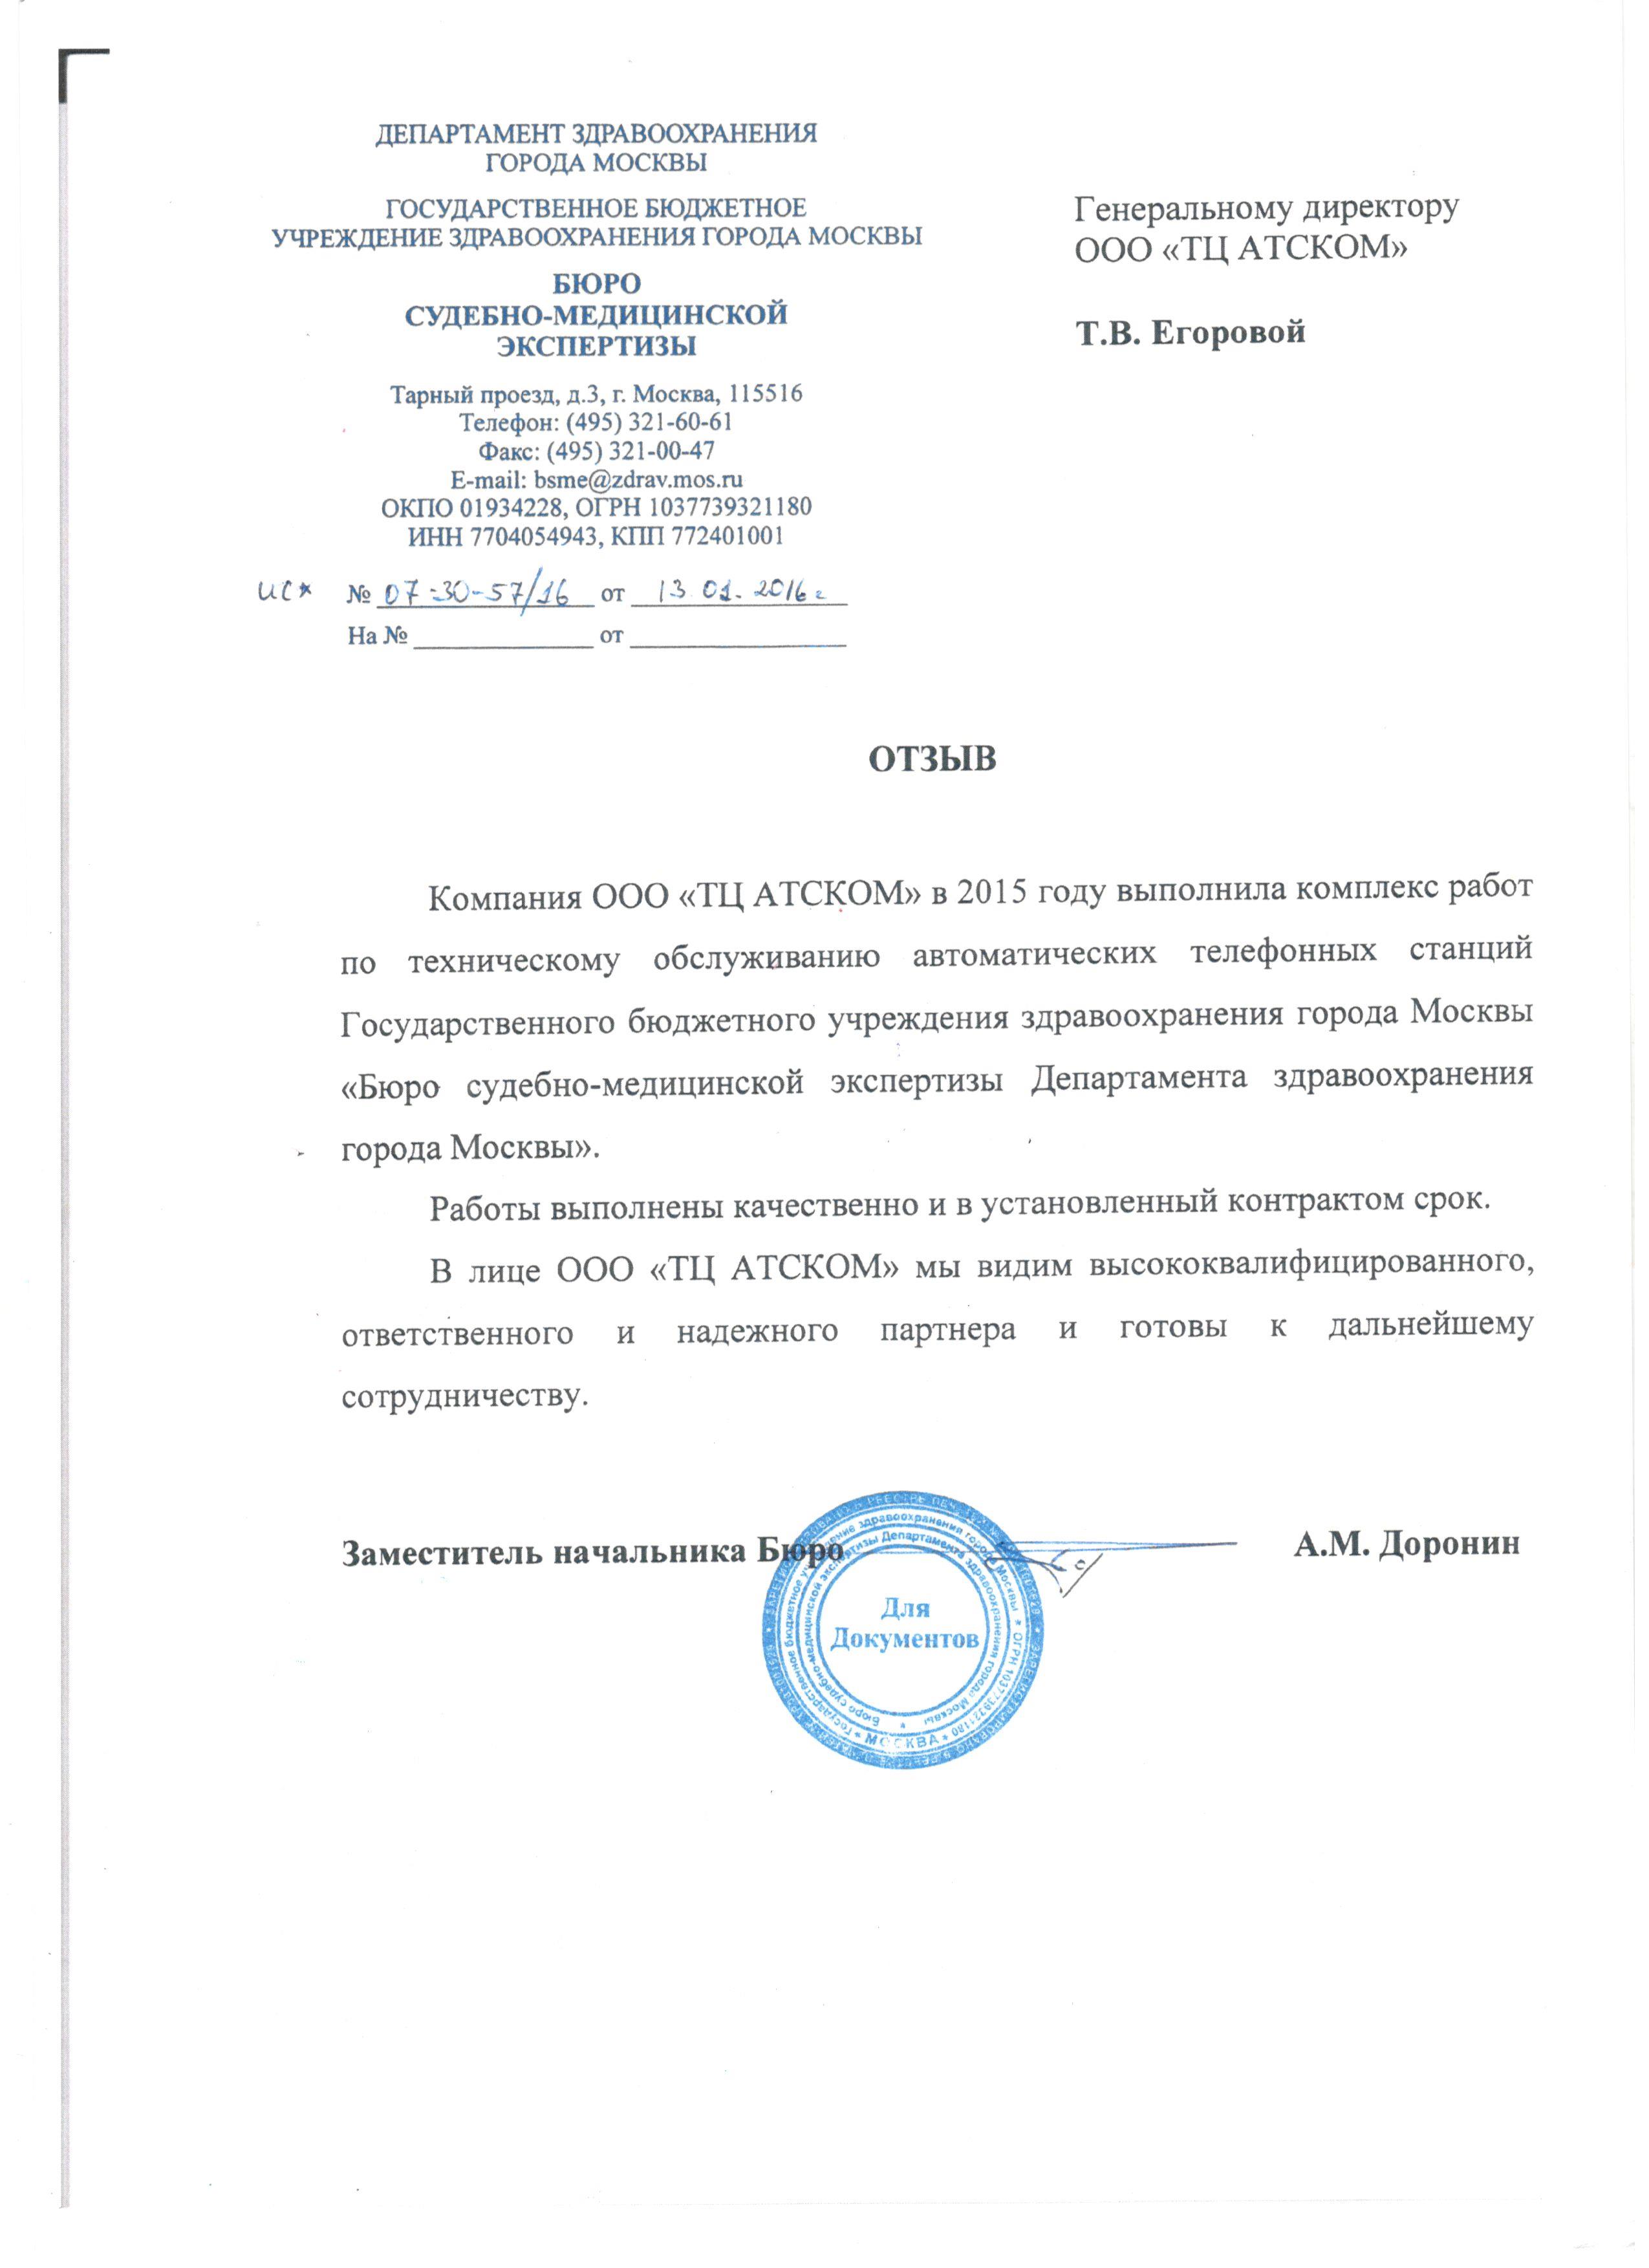 ДЕПАРТАМЕНТ ЗДРАВООХРАНЕНИЯ
ГОРОДА МОСКВЫ
ГОСУДАРСТВЕННОЕ БЮДЖЕТНОЕ
УЧРЕЖДЕНИЕ ЗДРАВООХРАНЕНИЯ ГОРОДА МОСКВЫ
БЮРО
СУДЕБНО-МЕДИЦИНСКОЙ
ЭКСПЕРТИЗЫ
Тарный проезд, д.3, г. Москва, 115516
Телефон: (495) 321-60-61
Факс: (495) 321-00-47
E-mail: bsme@zdrav.mos.ru
ОКПО 01934228, ОГРН 1037739321180
ИНН 7704054943, КПП 772401001
исх № 07-30-57/16 от 13 01. 2016 г
На № от
Генеральному директору
ООО «ТЦ АТСКОМ»
Т.В. Егоровой
ОТЗЫВ
Компания ООО «ТЦ АТСКОМ» в 2015 году выполнила комплекс работ
по техническому обслуживанию автоматических телефонных станций
Государственного бюджетного учреждения здравоохранения города Москвы
«Бюро судебно-медицинской экспертизы Департамента здравоохранения
города Москвы».
Работы выполнены качественно и в установленный контрактом срок.
В лице ООО «ТЦ АТСКОМ» мы видим высококвалифицированного,
ответственного и надежного партнера и готовы к дальнейшему
сотрудничеству.
Заместитель начальника Бюро А.М. Доронин
Государственное бюджетное учреждение здравоохранения города Москвы * ОГРН 1037739321180 * МОСКВА *
Бюро судебно-медицинской экспертизы Департамента здравоохранения города Москвы *
Для
Документов